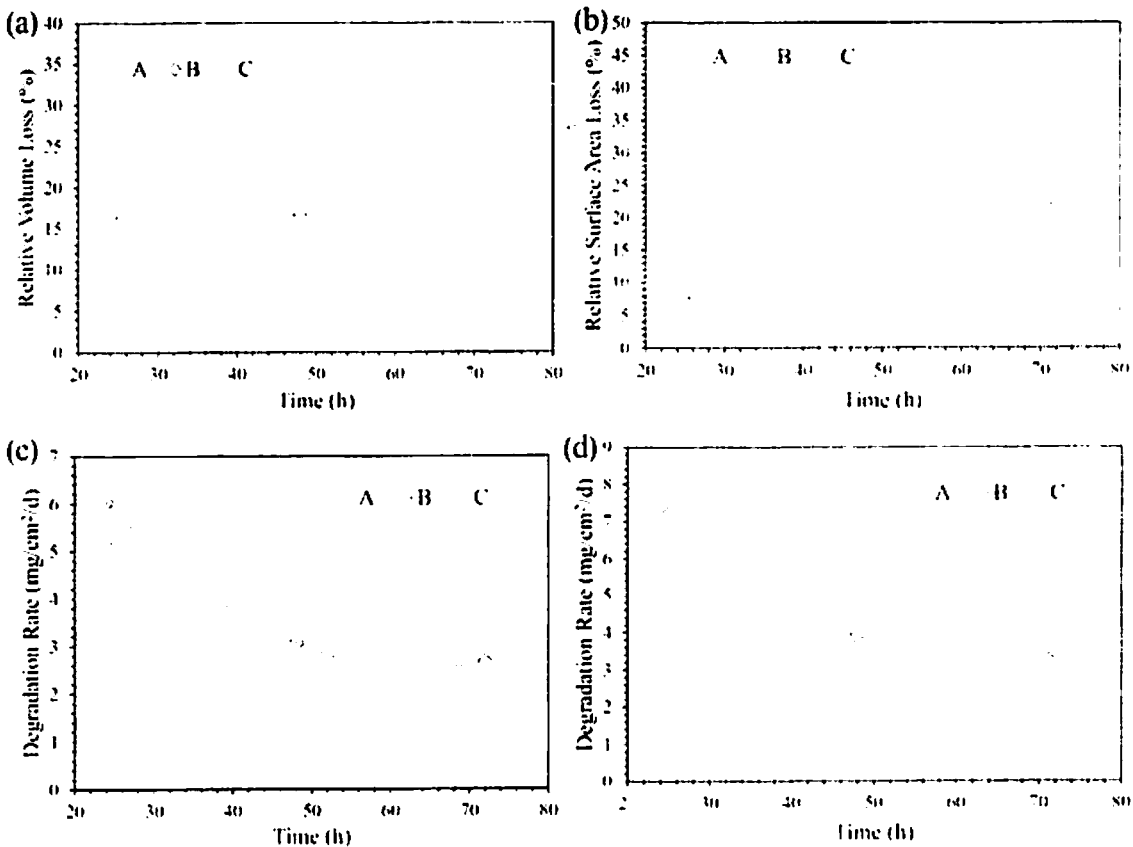 (a)
Relative Volume Loss (%)
40
35
30
25
20
15
10
5
0
A B C
20 30 40 50 60 70 80
Time (h)
(b)
Relative Surface Area Loss (%)
50
45
40
35
30
25
20
15
10
5
0
A B C
20 30 40 50 60 70 80
Time (h)
(c)
Degradation Rate (mg/cm²/d)
7
6
5
4
3
2
1
0
A B C
20 30 40 50 60 70 80
Time (h)
(d)
Degradation Rate (mg/cm²/d)
9
8
7
6
5
4
3
2
1
0
A B C
2 30 40 50 60 70 80
Time (h)